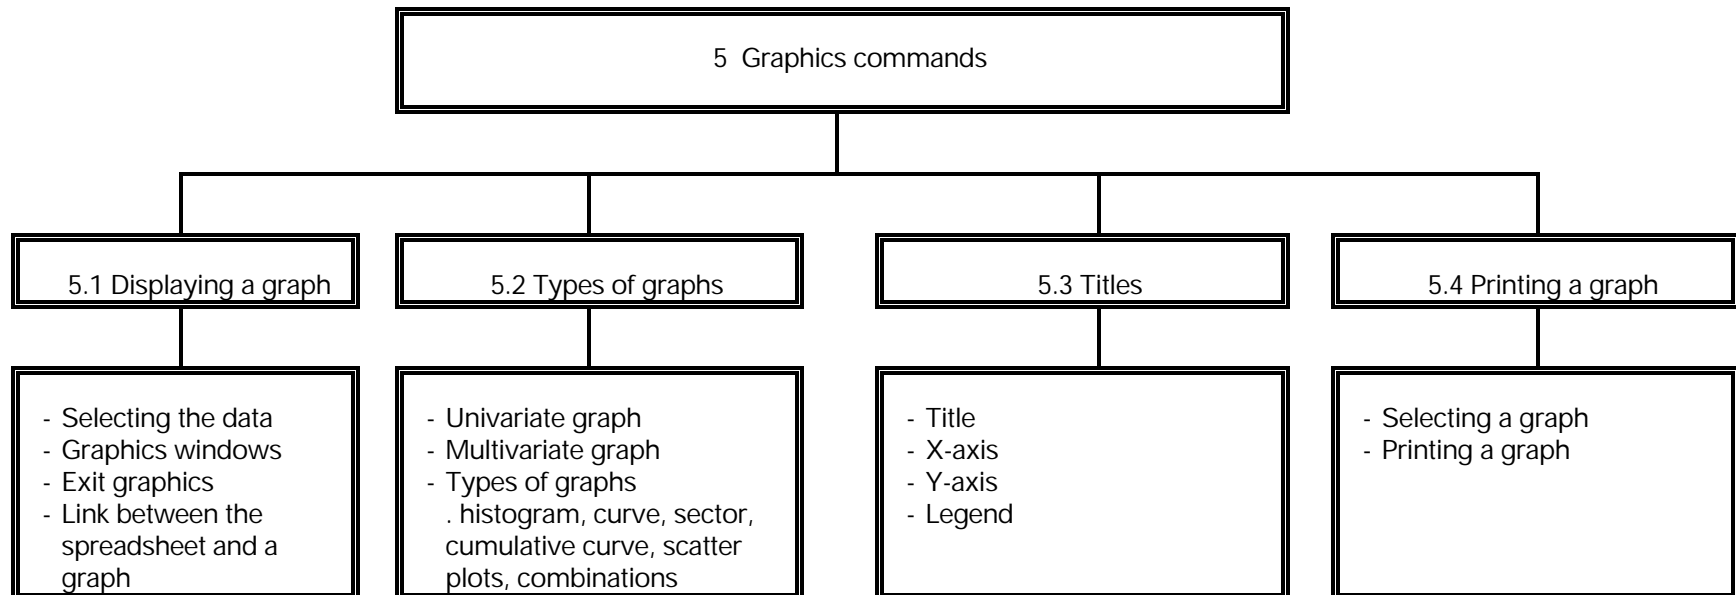 5 Graphics commands
5.1 Displaying a graph
5.2 Types of graphs
5.3 Titles
5.4 Printing a graph
- Selecting the data
- Graphics windows
- Exit graphics
- Link between the
spreadsheet and a
graph
- Univariate graph
- Multivariate graph
- Types of graphs
. histogram, curve, sector,
cumulative curve, scatter
plots, combinations
- Title
- X-axis
- Y-axis
- Legend
- Selecting a graph
- Printing a graph